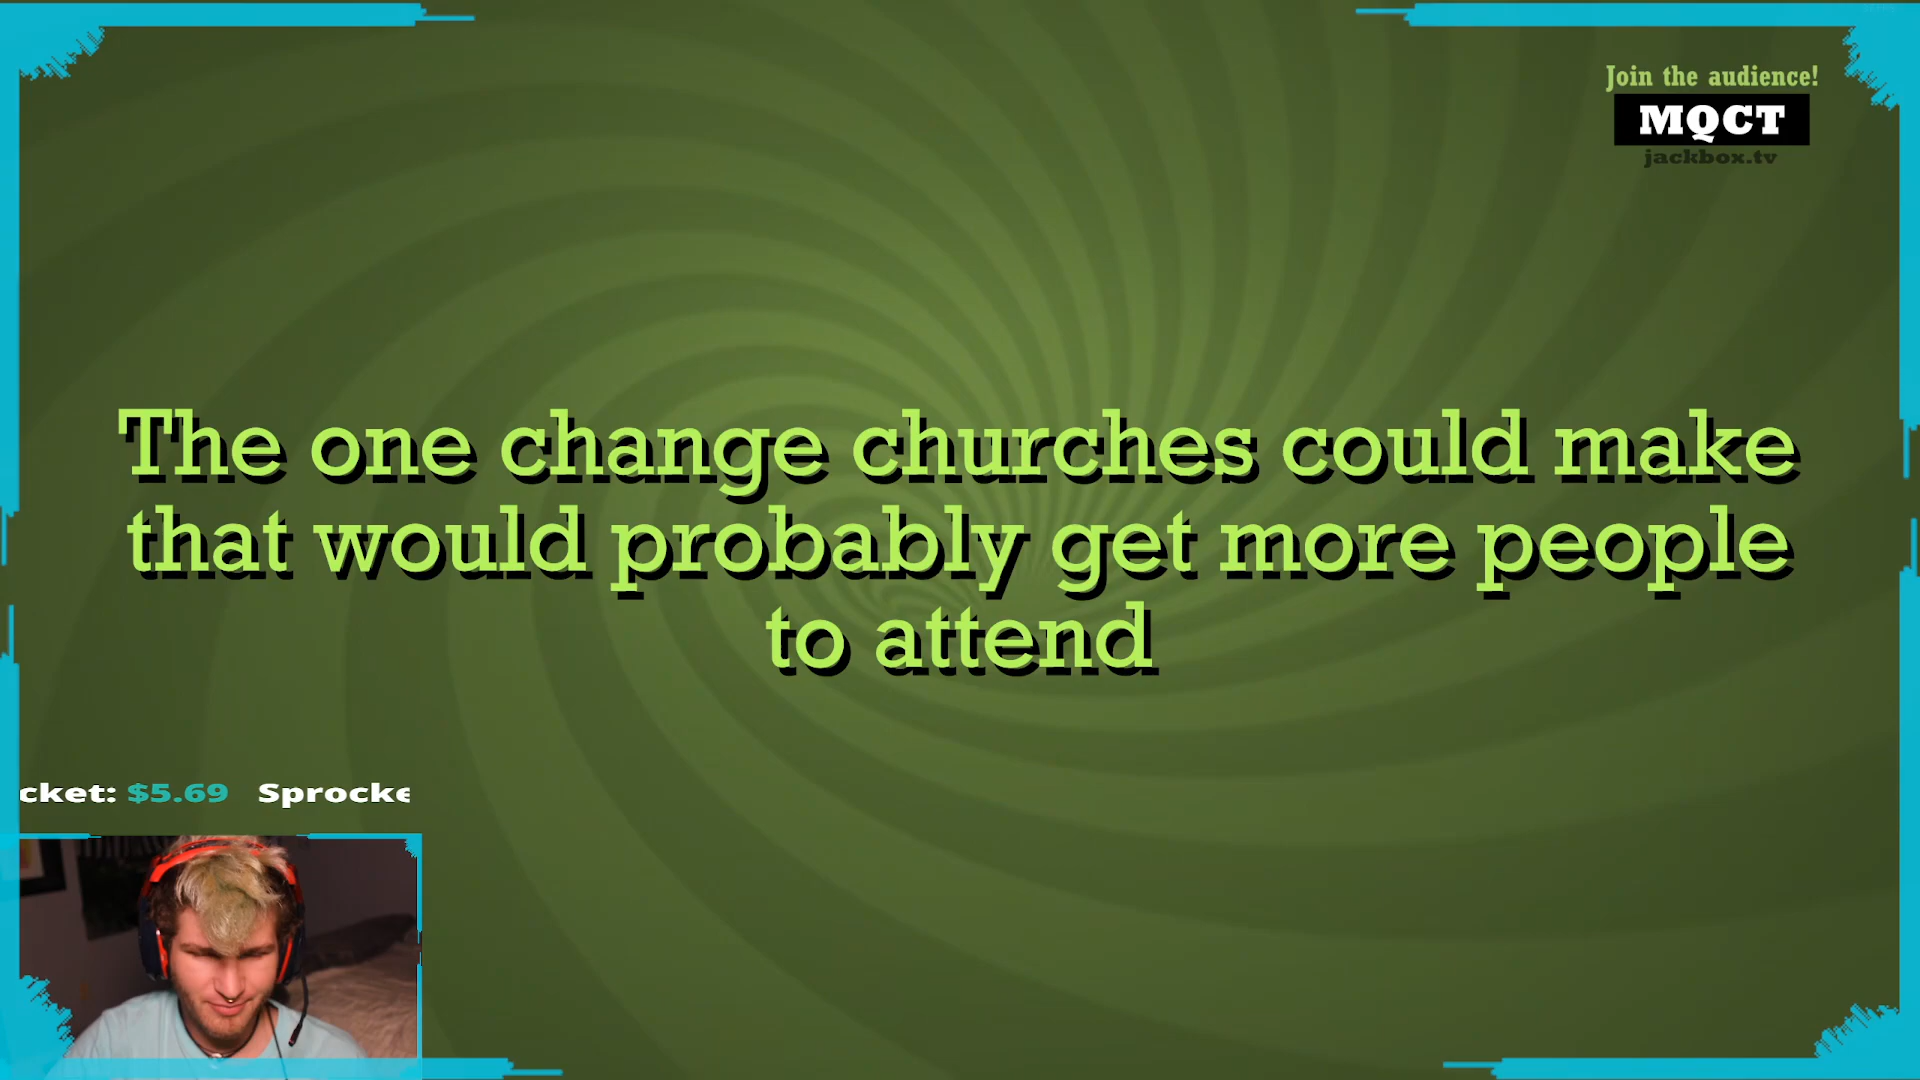 Join the audience!
MQCT
jackbox.tv
The one change churches could make
that would probably get more people
to attend
cket: $5.69 Sprocke